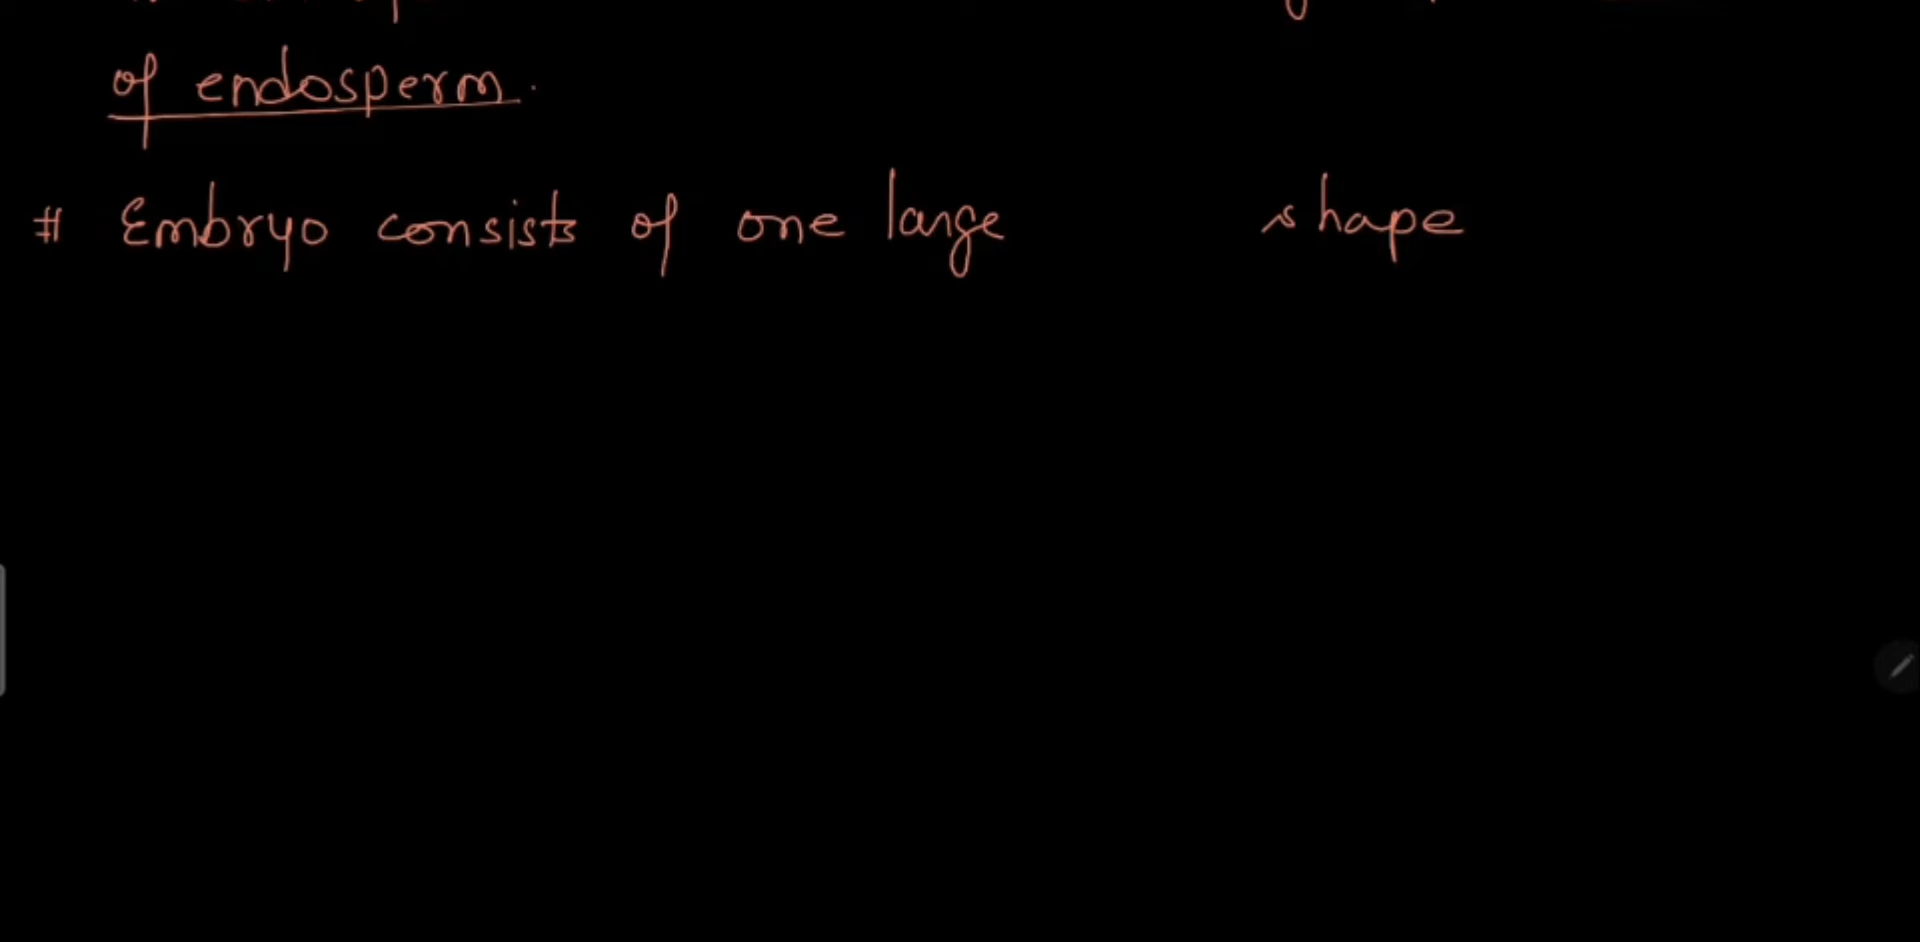 of endosperm.
# Embryo consists of one large shape